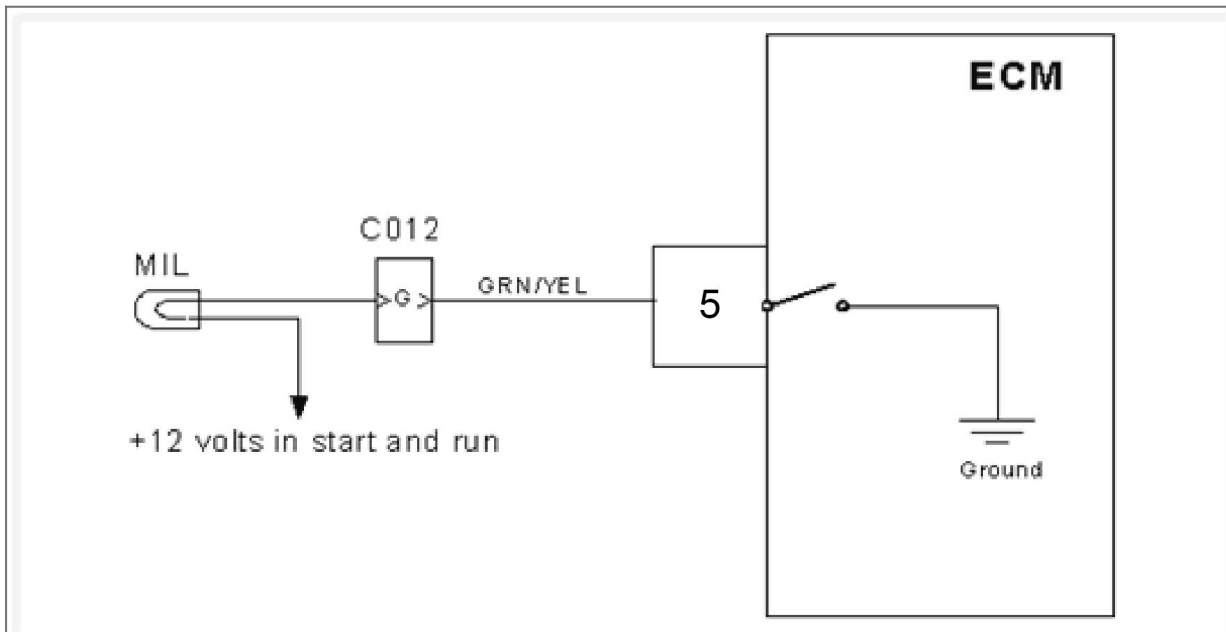 ECM
C012
MIL
>G>
GRN/YEL
5
+12 volts in start and run
Ground